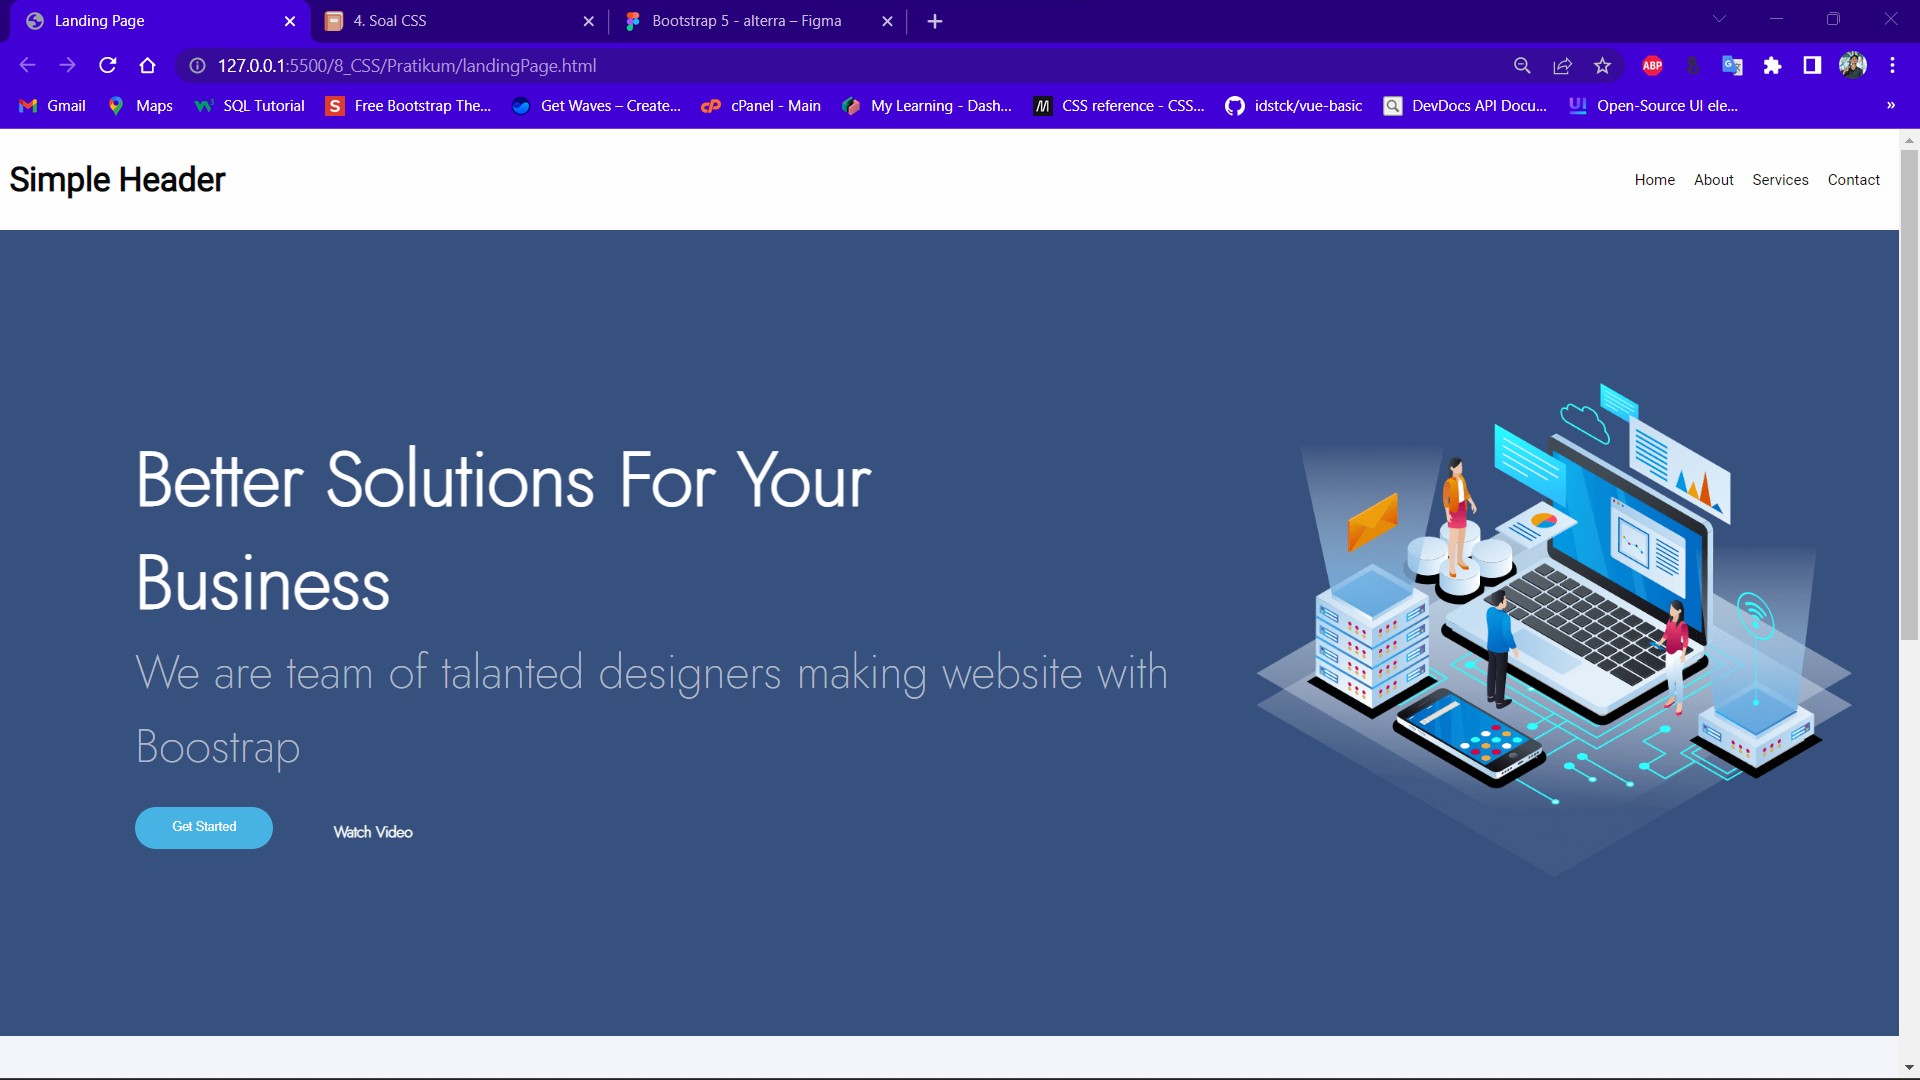 Landing Page
4. Soal CSS
Bootstrap 5 - alterra – Figma
127.0.0.1:5500/8_CSS/Pratikum/landingPage.html
ABP
Gmail
Maps
SQL Tutorial
Free Bootstrap The...
Get Waves – Create...
cPanel - Main
My Learning - Dash...
CSS reference - CSS...
idstck/vue-basic
DevDocs API Docu...
Open-Source UI ele...
»
Simple Header
Home About Services Contact
Better Solutions For Your
Business
We are team of talanted designers making website with
Boostrap
Get Started
Watch Video